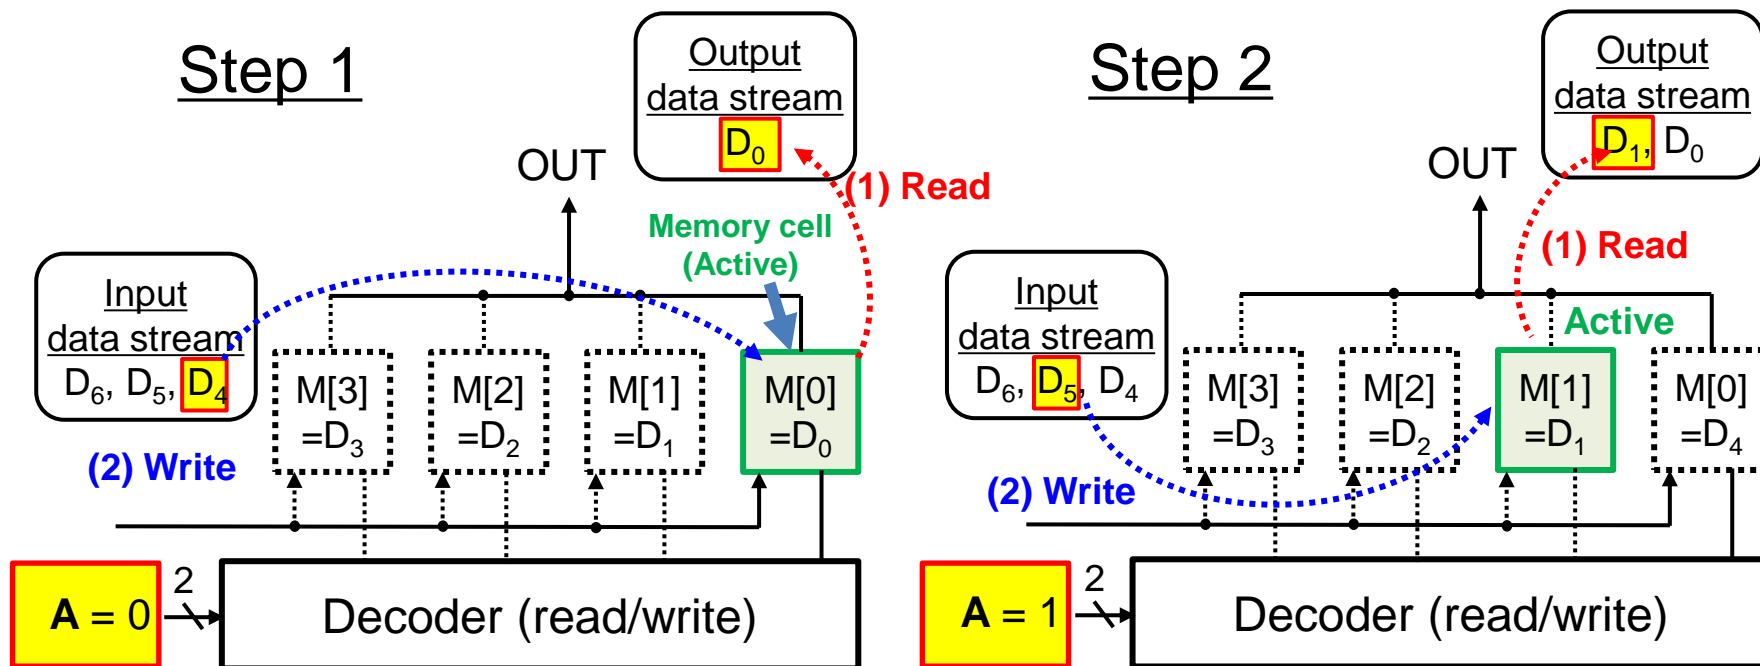 Step 1
Output
data stream
D₀
OUT
(1) Read
Memory cell
(Active)
Input
data stream
D₆, D₅, D₄
M[3]
=D₃
M[2]
=D₂
M[1]
=D₁
M[0]
=D₀
(2) Write
A = 0
2
Decoder (read/write)
Step 2
Output
data stream
D₁, D₀
OUT
(1) Read
Active
Input
data stream
D₆, D₅, D₄
M[3]
=D₃
M[2]
=D₂
M[1]
=D₁
M[0]
=D₄
(2) Write
A = 1
2
Decoder (read/write)